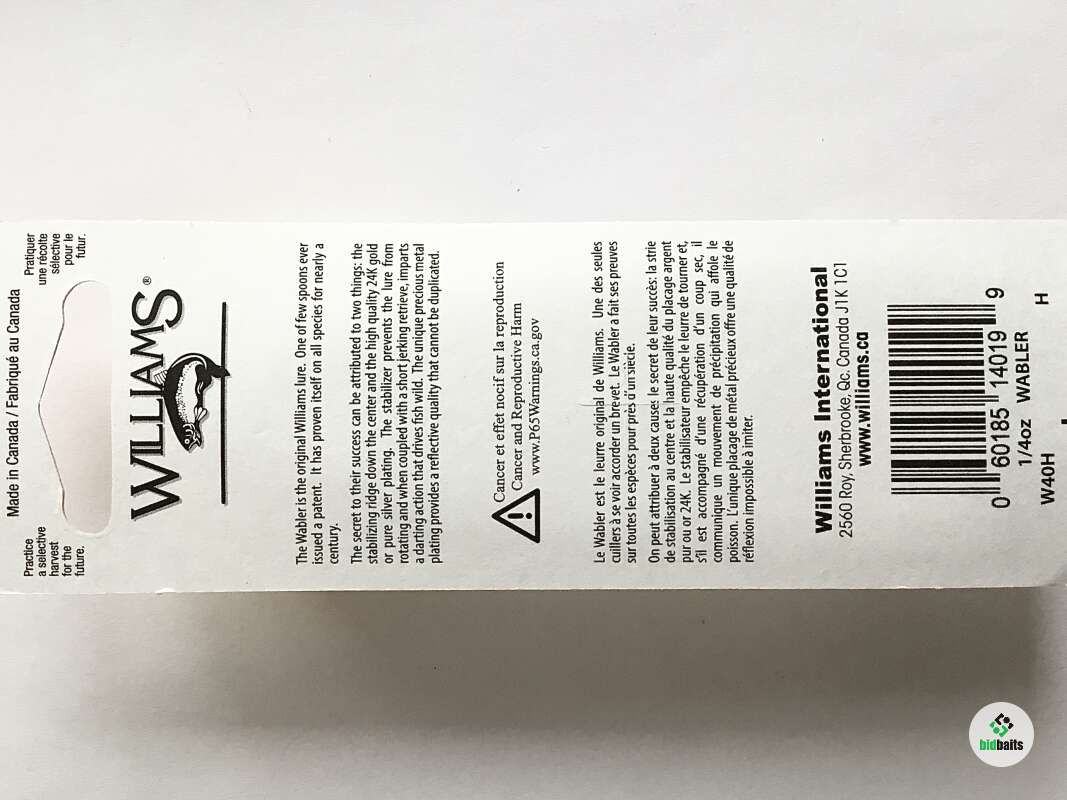 Made in Canada / Fabriqué au Canada
Practice
a selective
harvest
for the
future.
Pratiquer
une récolte
sélective
pour le
futur.
WILLIAMS®
The Wabler is the original Williams lure. One of few spoons ever
issued a patent. It has proven itself on all species for nearly a
century.
The secret to their success can be attributed to two things: the
stabilizing ridge down the center and the high quality 24K gold
or pure silver plating. The stabilizer prevents the lure from
rotating and when coupled with a short jerking retrieve, imparts
a darting action that drives fish wild. The unique precious metal
plating provides a reflective quality that cannot be duplicated.
Cancer et effet nocif sur la reproduction
Cancer and Reproductive Harm
www.P65Warnings.ca.gov
Le Wabler est le leurre original de Williams. Une des seules
cuillers à se voir accorder un brevet. Le Wabler a fait ses preuves
sur toutes les espèces pour près d'un siècle.
On peut attribuer à deux causes le secret de leur succès: la strie
de stabilisation au centre et la haute qualité du placage: argent
pur ou or 24K. Le stabilisateur empêche le leurre de tourner et,
s'il est accompagné d'une récupération d'un coup sec, il
communique un mouvement de précipitation qui affole le
poisson. L'unique placage de métal précieux offre une qualité de
réflexion impossible à imiter.
Williams International
2560 Roy, Sherbrooke, Qc. Canada J1K 1C1
www.williams.ca
0 60185 14019 9
1/4oz WABLER
W40H H
bidbaits